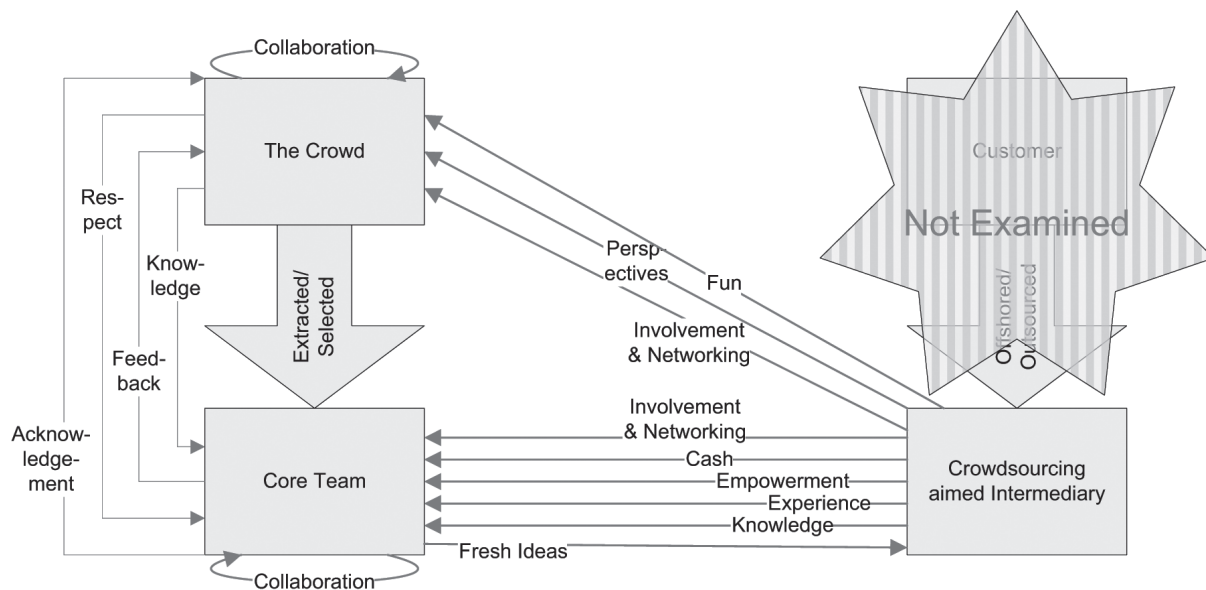 Collaboration
The Crowd
Customer
Not Examined
Res-
pect
Know-
ledge
Extracted/
Selected
Persp-
ectives
Fun
Offshored/
Outsourced
Involvement
& Networking
Feed-
back
Acknow-
ledge-
ment
Core Team
Involvement
& Networking
Cash
Empowerment
Experience
Knowledge
Fresh Ideas
Crowdsourcing
aimed Intermediary
Collaboration